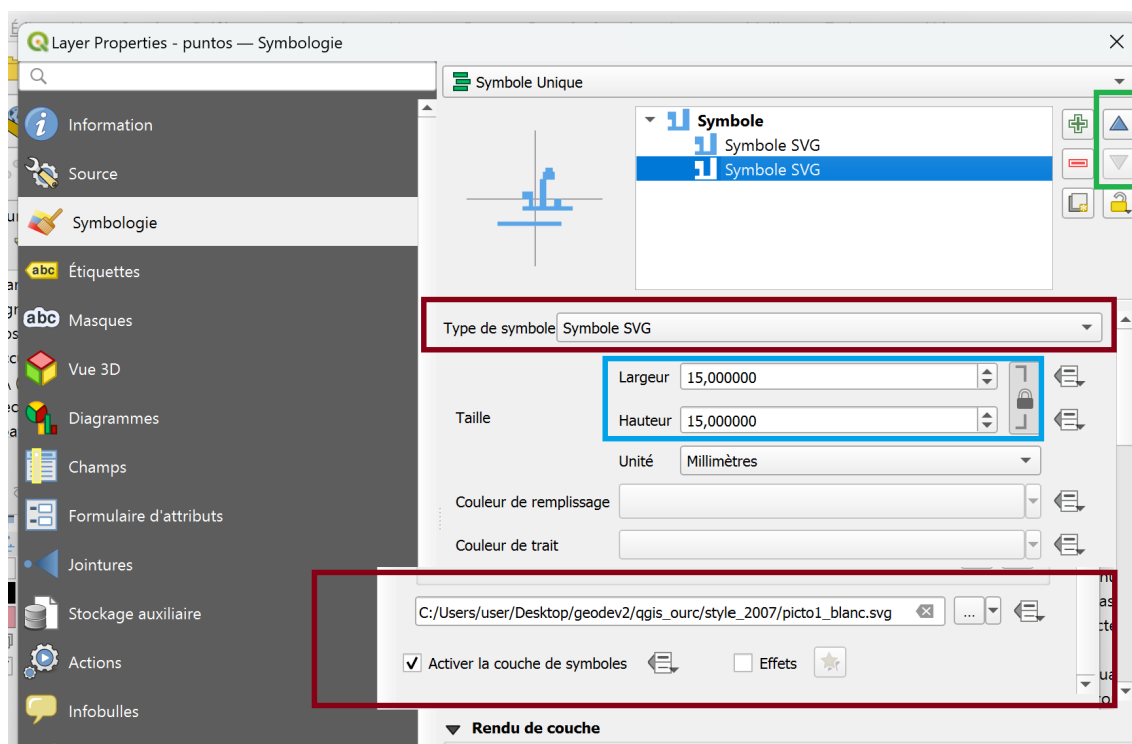 Layer Properties - puntos — Symbologie
Symbole Unique
Information
Source
Symbologie
abc Étiquettes
abc Masques
Vue 3D
Diagrammes
Champs
Formulaire d'attributs
Jointures
Stockage auxiliaire
Actions
Infobulles
Symbole
Symbole SVG
Symbole SVG
Type de symbole Symbole SVG
Taille
Largeur 15,000000
Hauteur 15,000000
Unité Millimètres
Couleur de remplissage
Couleur de trait
C:/Users/user/Desktop/geodev2/qgis_ourc/style_2007/picto1_blanc.svg
...
Activer la couche de symboles
Effets
Rendu de couche